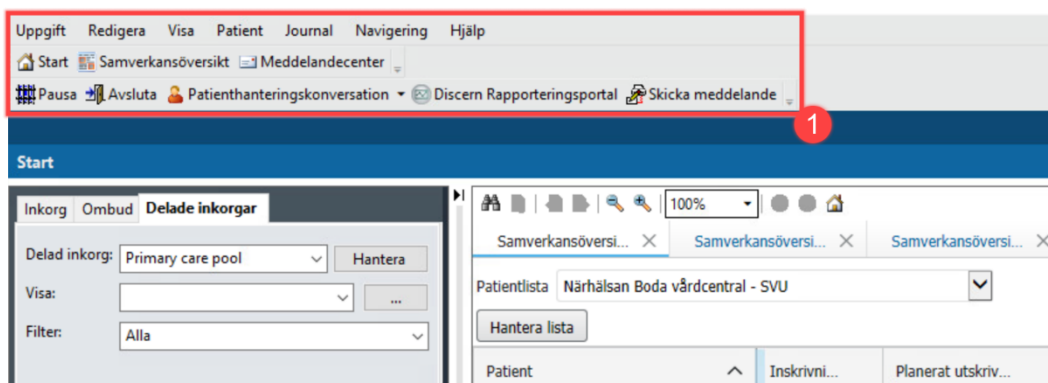 Uppgift Redigera Visa Patient Journal Navigering Hjälp
Start Samverkansöversikt Meddelandecenter
Pausa Avsluta Patienthanteringskonversation Discern Rapporteringsportal Skicka meddelande
1
Start
Inkorg Ombud Delade inkorgar
Delad inkorg: Primary care pool Hantera
Visa: ...
Filter: Alla
100%
Samverkansöversi... Samverkansöversi... Samverkansöversi...
Patientlista Närhälsan Boda vårdcentral - SVU
Hantera lista
Patient Inskrivni... Planerat utskriv...